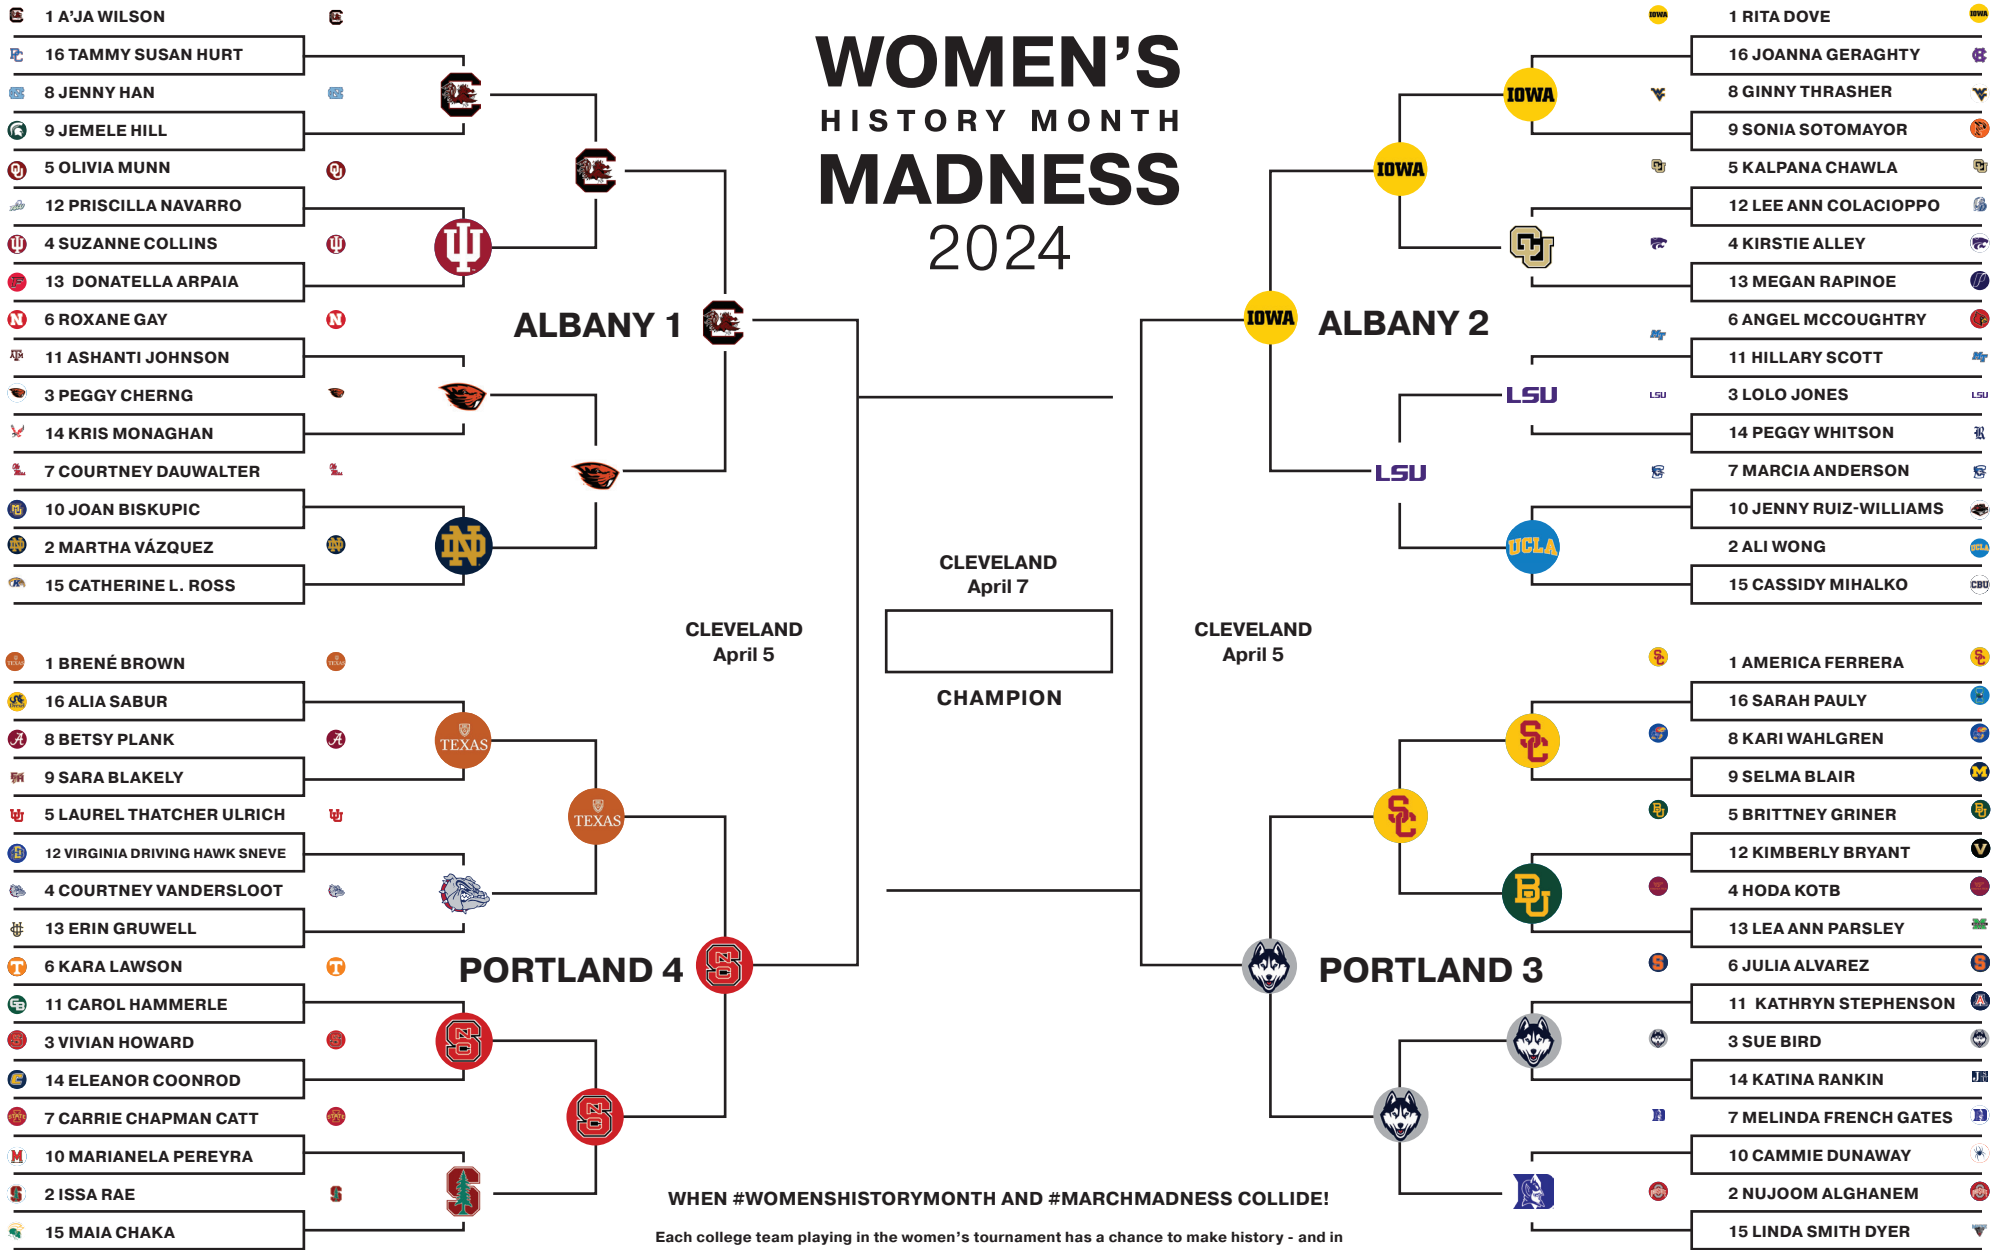 WOMEN'S
HISTORY MONTH
MADNESS
2024
1 A'JA WILSON
16 TAMMY SUSAN HURT
8 JENNY HAN
9 JEMELE HILL
5 OLIVIA MUNN
12 PRISCILLA NAVARRO
4 SUZANNE COLLINS
13 DONATELLA ARPAIA
6 ROXANE GAY
11 ASHANTI JOHNSON
3 PEGGY CHERNG
14 KRIS MONAGHAN
7 COURTNEY DAUWALTER
10 JOAN BISKUPIC
2 MARTHA VÁZQUEZ
15 CATHERINE L. ROSS
ALBANY 1
1 BRENÉ BROWN
16 ALIA SABUR
8 BETSY PLANK
9 SARA BLAKELY
5 LAUREL THATCHER ULRICH
12 VIRGINIA DRIVING HAWK SNEVE
4 COURTNEY VANDERSLOOT
13 ERIN GRUWELL
6 KARA LAWSON
11 CAROL HAMMERLE
3 VIVIAN HOWARD
14 ELEANOR COONROD
7 CARRIE CHAPMAN CATT
10 MARIANELA PEREYRA
2 ISSA RAE
15 MAIA CHAKA
TEXAS
TEXAS
PORTLAND 4
CLEVELAND
April 5
CLEVELAND
April 7
CHAMPION
CLEVELAND
April 5
1 RITA DOVE
16 JOANNA GERAGHTY
8 GINNY THRASHER
9 SONIA SOTOMAYOR
5 KALPANA CHAWLA
12 LEE ANN COLACIOPPO
4 KIRSTIE ALLEY
13 MEGAN RAPINOE
6 ANGEL MCCOUGHTRY
11 HILLARY SCOTT
3 LOLO JONES
14 PEGGY WHITSON
7 MARCIA ANDERSON
10 JENNY RUIZ-WILLIAMS
2 ALI WONG
15 CASSIDY MIHALKO
IOWA
IOWA
IOWA
LSU
LSU
UCLA
ALBANY 2
1 AMERICA FERRERA
16 SARAH PAULY
8 KARI WAHLGREN
9 SELMA BLAIR
5 BRITTNEY GRINER
12 KIMBERLY BRYANT
4 HODA KOTB
13 LEA ANN PARSLEY
6 JULIA ALVAREZ
11 KATHRYN STEPHENSON
3 SUE BIRD
14 KATINA RANKIN
7 MELINDA FRENCH GATES
10 CAMMIE DUNAWAY
2 NUJOOM ALGHANEM
15 LINDA SMITH DYER
PORTLAND 3
WHEN #WOMENSHISTORYMONTH AND #MARCHMADNESS COLLIDE!
Each college team playing in the women's tournament has a chance to make history - and in